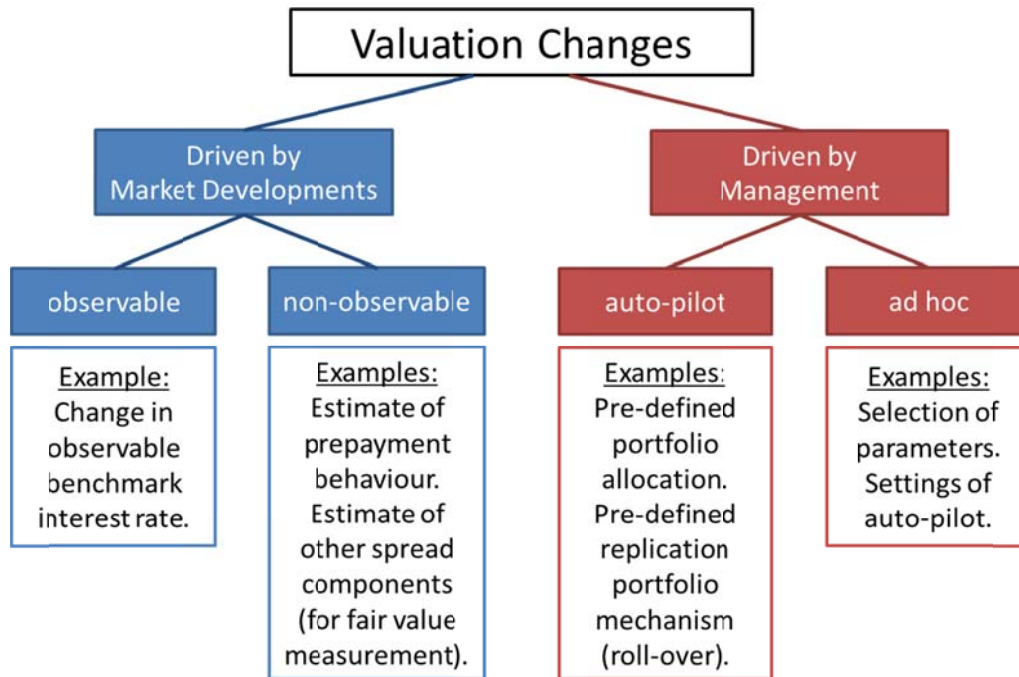 Valuation Changes
Driven by
Market Developments
Driven by
Management
observable
non-observable
auto-pilot
ad hoc
Example:
Change in
observable
benchmark
interest rate.
Examples:
Estimate of
prepayment
behaviour.
Estimate of
other spread
components
(for fair value
measurement).
Examples:
Pre-defined
portfolio
allocation.
Pre-defined
replication
portfolio
mechanism
(roll-over).
Examples:
Selection of
parameters.
Settings of
auto-pilot.